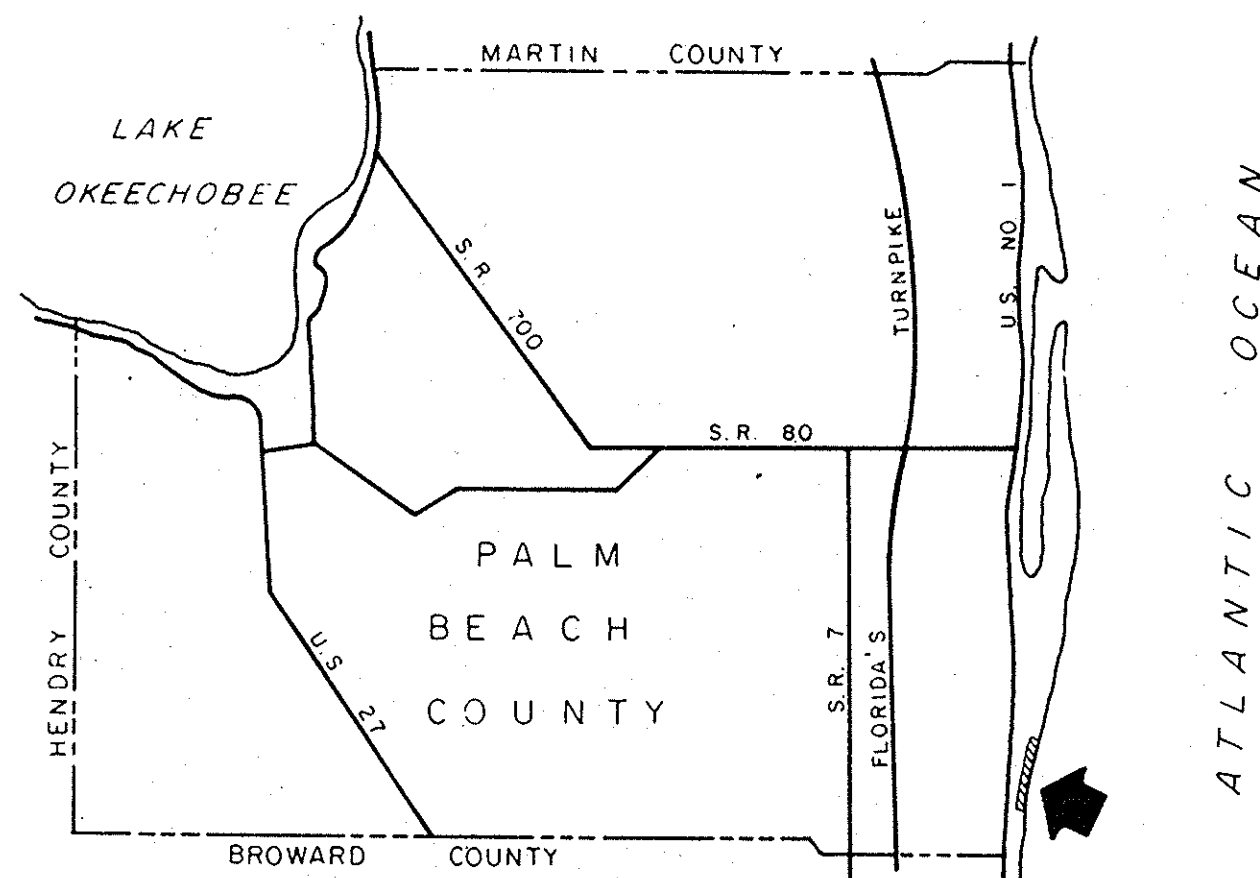 MARTIN COUNTY
LAKE
OKEECHOBEE
S. R. 700
TURNPIKE
U.S. NO 1
ATLANTIC OCEAN
S.R. 80
HENDRY COUNTY
PALM
BEACH
COUNTY
U.S 27
S.R. 7
FLORIDA'S
BROWARD COUNTY